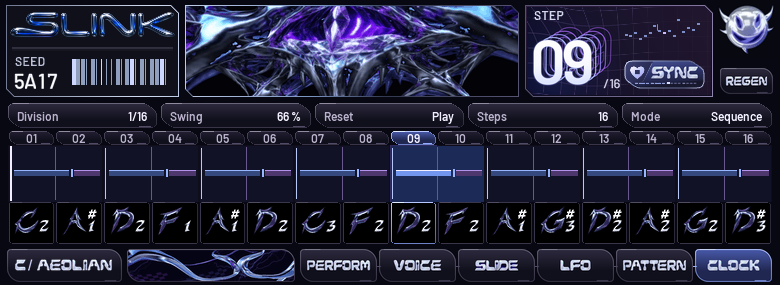 SLINK
SEED
5A17
STEP
09 /16
SYNC
REGEN
Division 1/16 Swing 66 % Reset Play Steps 16 Mode Sequence
01 02 03 04 05 06 07 08 09 10 11 12 13 14 15 16
C2 A#1 D2 F1 A#1 D2 C3 F2 D2 F2 A#1 G#3 D#2 A#2 G2 D#3
C/AEOLIAN PERFORM VOICE SLIDE LFO PATTERN CLOCK